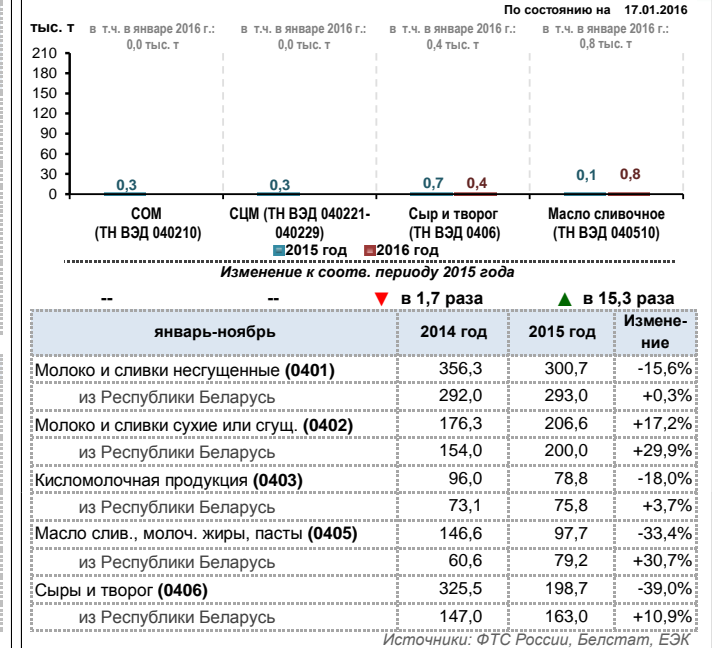 По состоянию на 17.01.2016
тыс. т
в т.ч. в январе 2016 г.: 0,0 тыс. т
в т.ч. в январе 2016 г.: 0,0 тыс. т
в т.ч. в январе 2016 г.: 0,4 тыс. т
в т.ч. в январе 2016 г.: 0,8 тыс. т
210
180
150
120
90
60
30
0
0,3
0,3
0,7 0,4
0,1 0,8
СОМ
(ТН ВЭД 040210)
СЦМ (ТН ВЭД 040221-
040229)
Сыр и творог
(ТН ВЭД 0406)
Масло сливочное
(ТН ВЭД 040510)
2015 год 2016 год
Изменение к соотв. периоду 2015 года
-- -- ▼ в 1,7 раза ▲ в 15,3 раза
январь-ноябрь 2014 год 2015 год Измене-
ние
Молоко и сливки несгущенные (0401) 356,3 300,7 -15,6%
из Республики Беларусь 292,0 293,0 +0,3%
Молоко и сливки сухие или сгущ. (0402) 176,3 206,6 +17,2%
из Республики Беларусь 154,0 200,0 +29,9%
Кисломолочная продукция (0403) 96,0 78,8 -18,0%
из Республики Беларусь 73,1 75,8 +3,7%
Масло слив., молоч. жиры, пасты (0405) 146,6 97,7 -33,4%
из Республики Беларусь 60,6 79,2 +30,7%
Сыры и творог (0406) 325,5 198,7 -39,0%
из Республики Беларусь 147,0 163,0 +10,9%
Источники: ФТС России, Белстат, ЕЭК